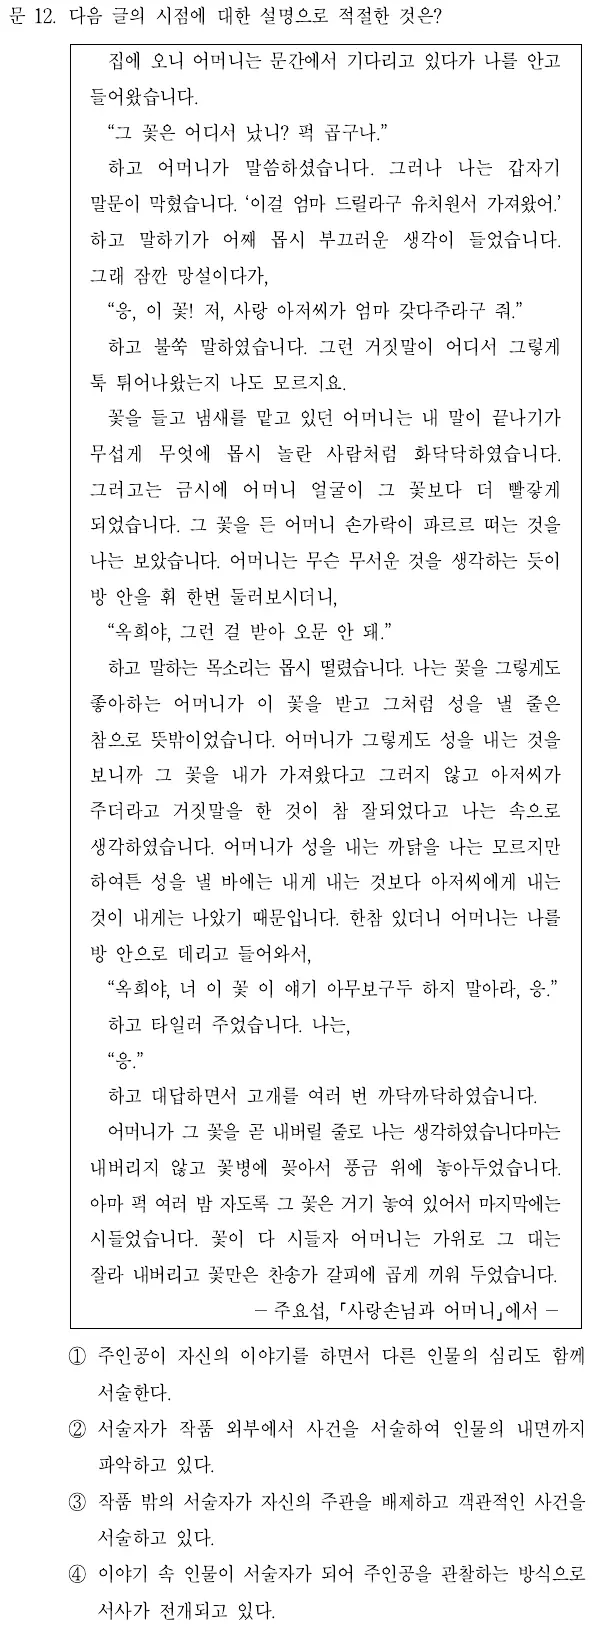 문 12. 다음 글의 시점에 대한 설명으로 적절한 것은?
집에 오니 어머니는 문간에서 기다리고 있다가 나를 안고
들어왔습니다.
“그 꽃은 어디서 났니? 퍽 곱구나.”
하고 어머니가 말씀하셨습니다. 그러나 나는 갑자기
말문이 막혔습니다. ‘이걸 엄마 드릴라구 유치원서 가져왔어.’
하고 말하기가 어째 몹시 부끄러운 생각이 들었습니다.
그래 잠깐 망설이다가,
“응, 이 꽃! 저, 사랑 아저씨가 엄마 갖다주라구 줘.”
하고 불쑥 말하였습니다. 그런 거짓말이 어디서 그렇게
툭 튀어나왔는지 나도 모르지요.
꽃을 들고 냄새를 맡고 있던 어머니는 내 말이 끝나기가
무섭게 무엇에 몹시 놀란 사람처럼 화닥닥하였습니다.
그러고는 금시에 어머니 얼굴이 그 꽃보다 더 빨갛게
되었습니다. 그 꽃을 든 어머니 손가락이 파르르 떠는 것을
나는 보았습니다. 어머니는 무슨 무서운 것을 생각하는 듯이
방 안을 휘 한번 둘러보시더니,
“옥희야, 그런 걸 받아 오문 안 돼.”
하고 말하는 목소리는 몹시 떨렸습니다. 나는 꽃을 그렇게도
좋아하는 어머니가 이 꽃을 받고 그처럼 성을 낼 줄은
참으로 뜻밖이었습니다. 어머니가 그렇게도 성을 내는 것을
보니까 그 꽃을 내가 가져왔다고 그러지 않고 아저씨가
주더라고 거짓말을 한 것이 참 잘되었다고 나는 속으로
생각하였습니다. 어머니가 성을 내는 까닭을 나는 모르지만
하여튼 성을 낼 바에는 내게 내는 것보다 아저씨에게 내는
것이 내게는 나았기 때문입니다. 한참 있더니 어머니는 나를
방 안으로 데리고 들어와서,
“옥희야, 너 이 꽃 이 얘기 아무보구두 하지 말아라, 응.”
하고 타일러 주었습니다. 나는,
“응.”
하고 대답하면서 고개를 여러 번 까닥까닥하였습니다.
어머니가 그 꽃을 곧 내버릴 줄로 나는 생각하였습니다마는
내버리지 않고 꽃병에 꽂아서 풍금 위에 놓아두었습니다.
아마 퍽 여러 밤 자도록 그 꽃은 거기 놓여 있어서 마지막에는
시들었습니다. 꽃이 다 시들자 어머니는 가위로 그 대는
잘라 내버리고 꽃만은 찬송가 갈피에 곱게 끼워 두었습니다.
－ 주요섭, ｢사랑손님과 어머니｣에서 －
① 주인공이 자신의 이야기를 하면서 다른 인물의 심리도 함께
서술한다.
② 서술자가 작품 외부에서 사건을 서술하여 인물의 내면까지
파악하고 있다.
③ 작품 밖의 서술자가 자신의 주관을 배제하고 객관적인 사건을
서술하고 있다.
④ 이야기 속 인물이 서술자가 되어 주인공을 관찰하는 방식으로
서사가 전개되고 있다.